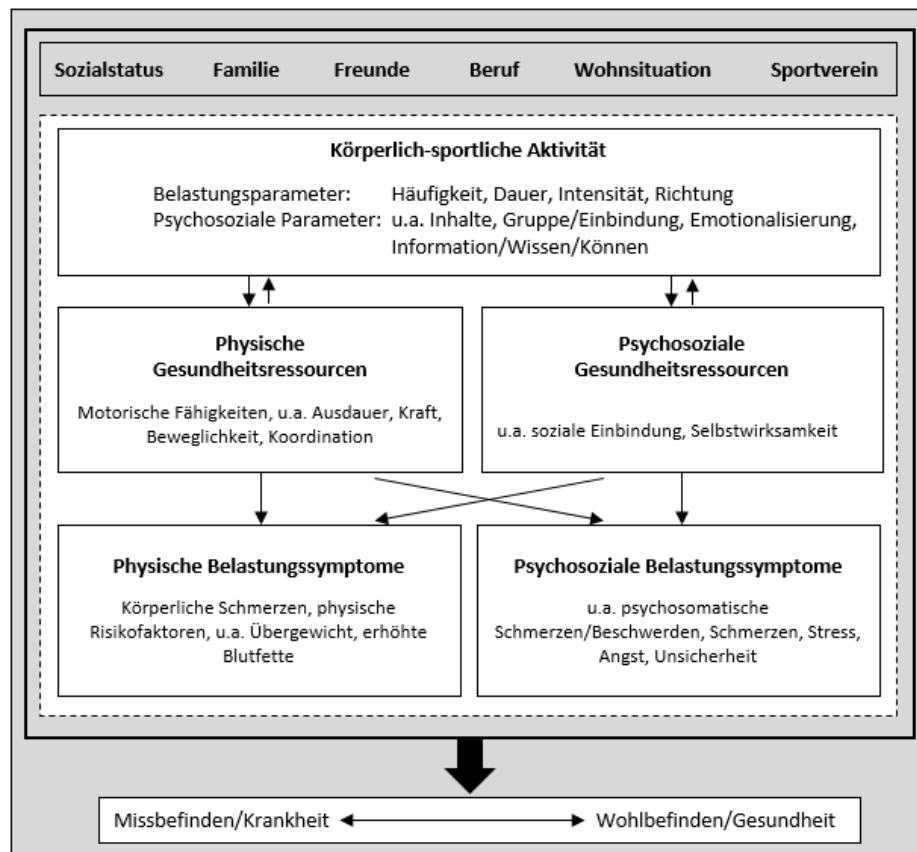 Sozialstatus Familie Freunde Beruf Wohnsituation Sportverein
Körperlich-sportliche Aktivität
Belastungsparameter: Häufigkeit, Dauer, Intensität, Richtung
Psychosoziale Parameter: u.a. Inhalte, Gruppe/Einbindung, Emotionalisierung,
Information/Wissen/Können
Physische
Gesundheitsressourcen
Motorische Fähigkeiten, u.a. Ausdauer, Kraft,
Beweglichkeit, Koordination
Psychosoziale
Gesundheitsressourcen
u.a. soziale Einbindung, Selbstwirksamkeit
Physische Belastungssymptome
Körperliche Schmerzen, physische
Risikofaktoren, u.a. Übergewicht, erhöhte
Blutfette
Psychosoziale Belastungssymptome
u.a. psychosomatische
Schmerzen/Beschwerden, Schmerzen, Stress,
Angst, Unsicherheit
Missbefinden/Krankheit Wohlbefinden/Gesundheit